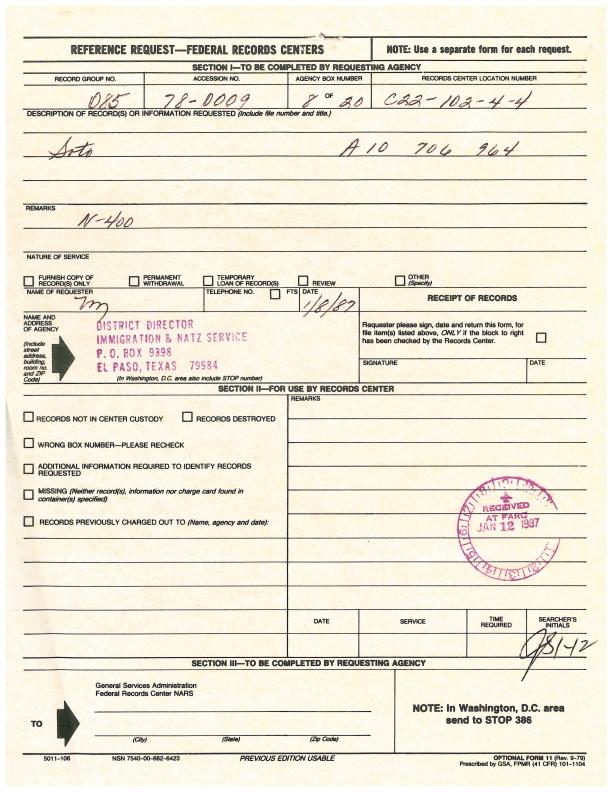 REFERENCE REQUEST—FEDERAL RECORDS CENTERS
NOTE: Use a separate form for each request.
SECTION I—TO BE COMPLETED BY REQUESTING AGENCY
RECORD GROUP NO. ACCESSION NO. AGENCY BOX NUMBER RECORDS CENTER LOCATION NUMBER
085 78-0009 8 OF 20 C22-102-4-4
DESCRIPTION OF RECORD(S) OR INFORMATION REQUESTED (Include file number and title.)
Soto A 10 706 964
REMARKS
N-400
NATURE OF SERVICE
FURNISH COPY OF RECORD(S) ONLY
PERMANENT WITHDRAWAL
TEMPORARY LOAN OF RECORD(S)
REVIEW
OTHER (Specify)
NAME OF REQUESTER
TELEPHONE NO. FTS
DATE
1/8/87
RECEIPT OF RECORDS
NAME AND ADDRESS OF AGENCY
(Include street address, building, room no. and ZIP Code)
DISTRICT DIRECTOR
IMMIGRATION & NATZ SERVICE
P.O. BOX 9398
EL PASO, TEXAS 79984
(In Washington, D.C. area also include STOP number)
Requester please sign, date and return this form, for
file item(s) listed above, ONLY if the block to right
has been checked by the Records Center.
SIGNATURE DATE
SECTION II—FOR USE BY RECORDS CENTER
RECORDS NOT IN CENTER CUSTODY RECORDS DESTROYED
WRONG BOX NUMBER—PLEASE RECHECK
ADDITIONAL INFORMATION REQUIRED TO IDENTIFY RECORDS
REQUESTED
MISSING (Neither record(s), information nor charge card found in
container(s) specified)
RECORDS PREVIOUSLY CHARGED OUT TO (Name, agency and date):
REMARKS
RECEIVED
AT FARC
JAN 12 1987
DATE SERVICE TIME REQUIRED SEARCHER'S INITIALS
1-12
SECTION III—TO BE COMPLETED BY REQUESTING AGENCY
General Services Administration
Federal Records Center NARS
TO
(City) (State) (Zip Code)
NOTE: In Washington, D.C. area
send to STOP 386
5011-106 NSN 7540-00-682-6423 PREVIOUS EDITION USABLE OPTIONAL FORM 11 (Rev. 9-79)
Prescribed by GSA, FPMR (41 CFR) 101-1104